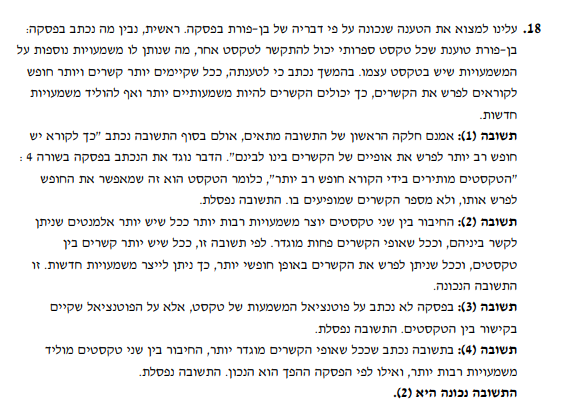 18. עלינו למצוא את הטענה שנכונה על פי דבריה של בן-פורת בפסקה. ראשית, נבין מה נכתב בפסקה:
בן-פורת טוענת שכל טקסט ספרותי יכול להתקשר לטקסט אחר, מה שנותן לו משמעויות נוספות על
המשמעויות שיש בטקסט עצמו. בהמשך נכתב כי לטענתה, ככל שקיימים יותר קשרים ויותר חופש
לקוראים לפרש את הקשרים, כך יכולים הקשרים להיות משמעותיים יותר ואף להוליד משמעויות
חדשות.
תשובה (1): אמנם חלקה הראשון של התשובה מתאים, אולם בסוף התשובה נכתב "כך לקורא יש
חופש רב יותר לפרש את אופיים של הקשרים בינו לבינם". הדבר נוגד את הנכתב בפסקה בשורה 4 :
"הטקסטים מותירים בידי הקורא חופש רב יותר", כלומר הטקסט הוא זה שמאפשר את החופש
לפרש אותו, ולא מספר הקשרים שמופיעים בו. התשובה נפסלת.
תשובה (2): החיבור בין שני טקסטים יוצר משמעויות רבות יותר ככל שיש יותר אלמנטים שניתן
לקשר ביניהם, וככל שאופי הקשרים פחות מוגדר. לפי תשובה זו, ככל שיש יותר קשרים בין
טקסטים, וככל שניתן לפרש את הקשרים באופן חופשי יותר, כך ניתן לייצר משמעויות חדשות. זו
התשובה הנכונה.
תשובה (3): בפסקה לא נכתב על פוטנציאל המשמעות של טקסט, אלא על הפוטנציאל שקיים
בקישור בין הטקסטים. התשובה נפסלת.
תשובה (4): בתשובה נכתב שככל שאופי הקשרים מוגדר יותר, החיבור בין שני טקסטים מוליד
משמעויות רבות יותר, ואילו לפי הפסקה ההפך הוא הנכון. התשובה נפסלת.
התשובה נכונה היא (2).